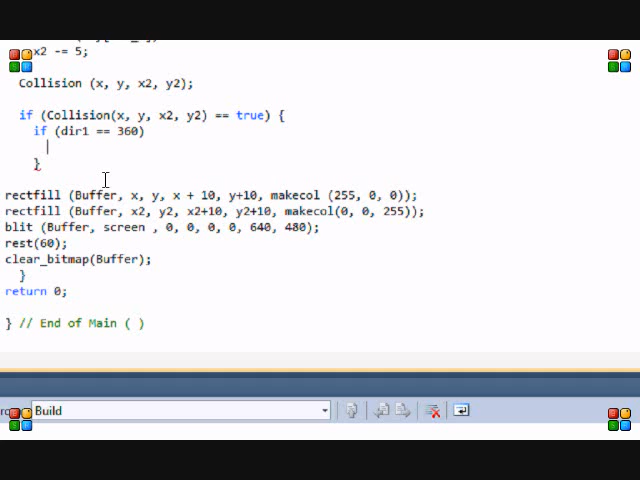 x2 -= 5;
Collision (x, y, x2, y2);
if (Collision(x, y, x2, y2) == true) {
if (dir1 == 360)
}
rectfill (Buffer, x, y, x + 10, y+10, makecol (255, 0, 0));
rectfill (Buffer, x2, y2, x2+10, y2+10, makecol(0, 0, 255));
blit (Buffer, screen , 0, 0, 0, 0, 640, 480);
rest(60);
clear_bitmap(Buffer);
}
return 0;
} // End of Main ( )
Build